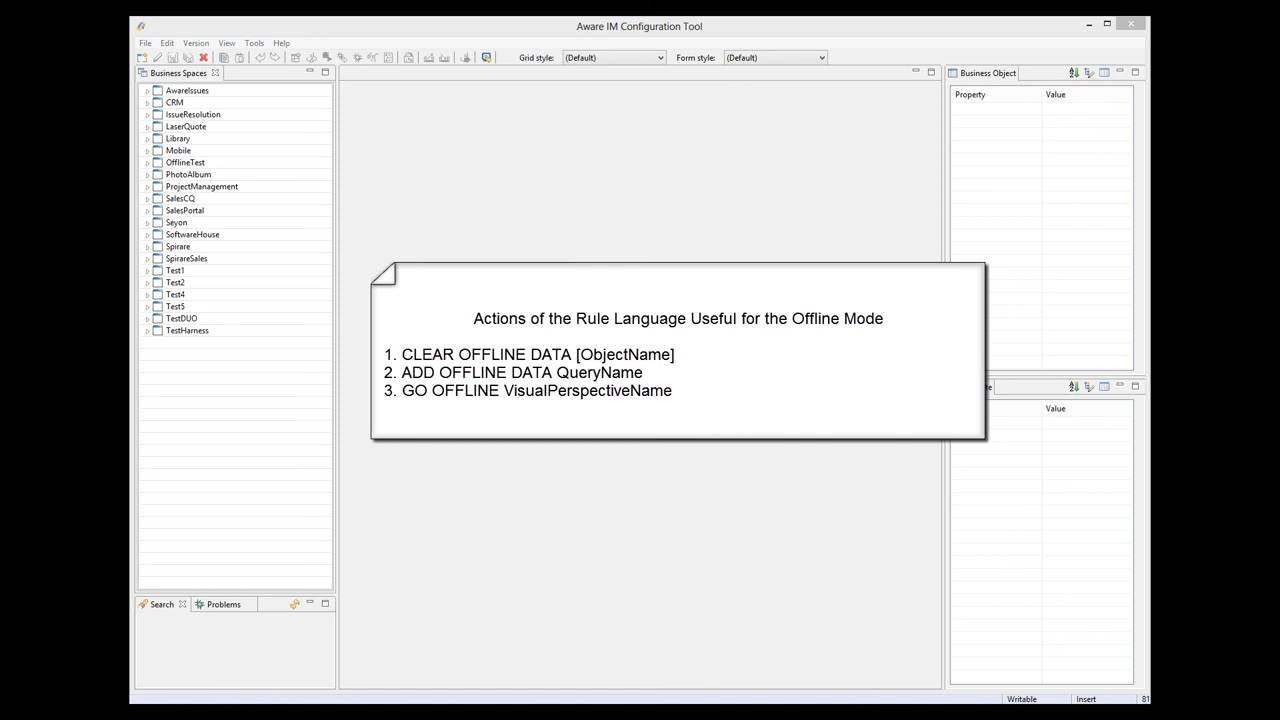 Aware IM Configuration Tool
File Edit Version View Tools Help
Grid style: (Default) Form style: (Default)
Business Spaces
AwareIssues
CRM
IssueResolution
LaserQuote
Library
Mobile
OfflineTest
PhotoAlbum
ProjectManagement
SalesCQ
SalesPortal
Seyon
SoftwareHouse
Spirare
SpirareSales
Test1
Test2
Test4
Test5
TestDUO
TestHarness
Search Problems
Actions of the Rule Language Useful for the Offline Mode
1. CLEAR OFFLINE DATA [ObjectName]
2. ADD OFFLINE DATA QueryName
3. GO OFFLINE VisualPerspectiveName
Business Object
Property Value
Value
Writable Insert 81